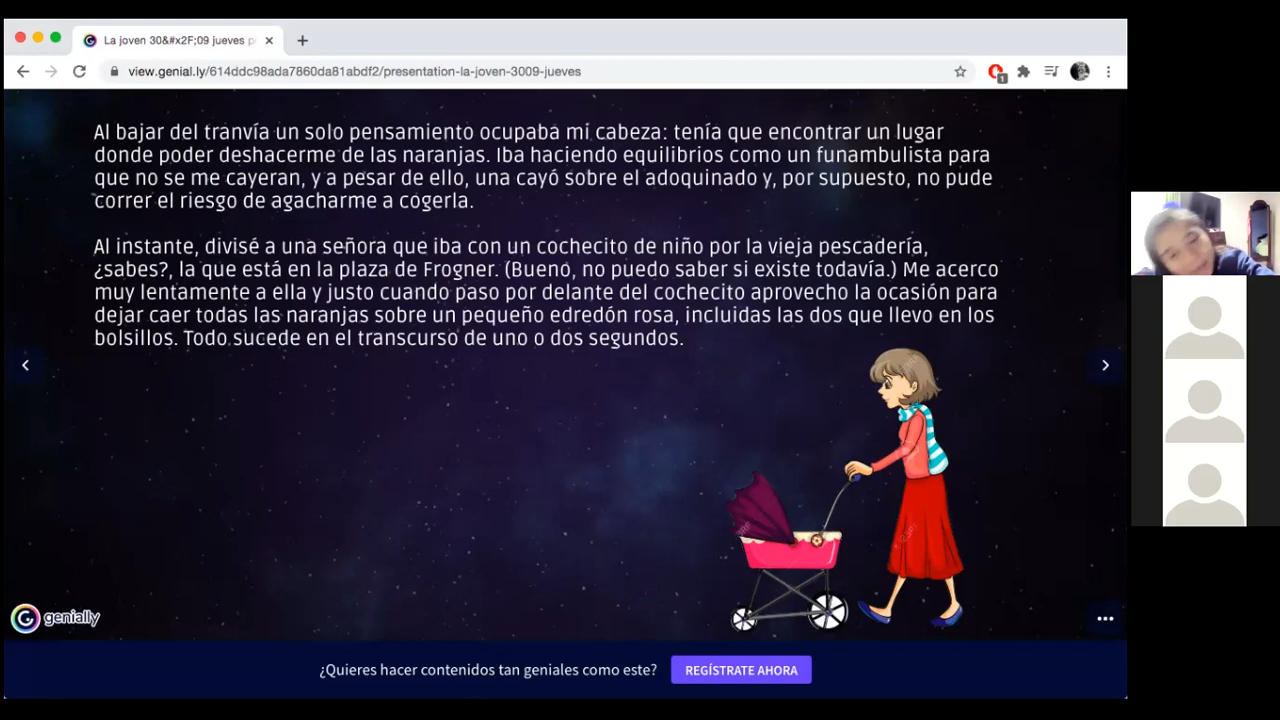 La joven 30&#x2F;09 jueves p
view.genial.ly/614ddc98ada7860da81abdf2/presentation-la-joven-3009-jueves
1
Al bajar del tranvía un solo pensamiento ocupaba mi cabeza: tenía que encontrar un lugar
donde poder deshacerme de las naranjas. Iba haciendo equilibrios como un funambulista para
que no se me cayeran, y a pesar de ello, una cayó sobre el adoquinado y, por supuesto, no pude
correr el riesgo de agacharme a cogerla.
Al instante, divisé a una señora que iba con un cochecito de niño por la vieja pescadería,
¿sabes?, la que está en la plaza de Frogner. (Bueno, no puedo saber si existe todavía.) Me acerco
muy lentamente a ella y justo cuando paso por delante del cochecito aprovecho la ocasión para
dejar caer todas las naranjas sobre un pequeño edredón rosa, incluidas las dos que llevo en los
bolsillos. Todo sucede en el transcurso de uno o dos segundos.
genially
¿Quieres hacer contenidos tan geniales como este?
REGÍSTRATE AHORA